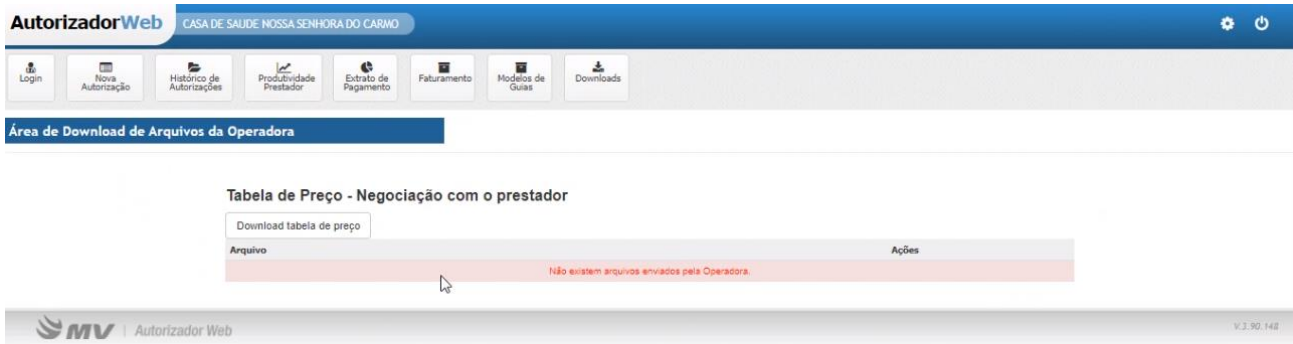 AutorizadorWeb CASA DE SAUDE NOSSA SENHORA DO CARMO
Login
Nova Autorização
Histórico de Autorizações
Produtividade Prestador
Extrato de Pagamento
Faturamento
Modelos de Guias
Downloads
Área de Download de Arquivos da Operadora
Tabela de Preço - Negociação com o prestador
Download tabela de preço
Arquivo Ações
Não existem arquivos enviados pela Operadora.
MV | Autorizador Web V.3.90.148